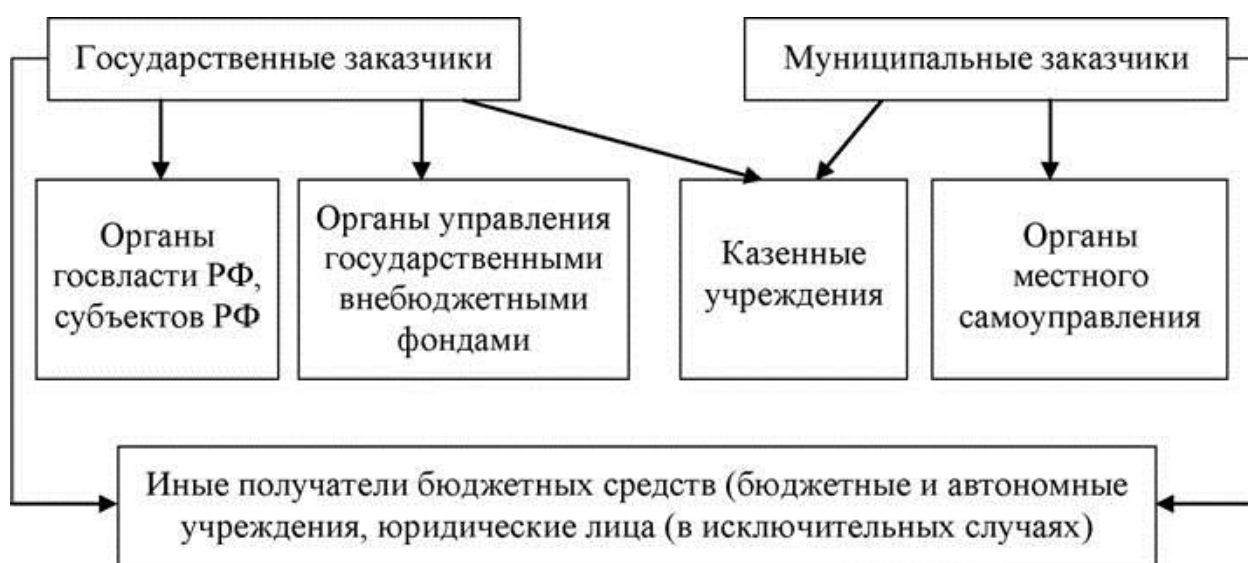 Государственные заказчики
Муниципальные заказчики
Органы
госвласти РФ,
субъектов РФ
Органы управления
государственными
внебюджетными
фондами
Казенные
учреждения
Органы
местного
самоуправления
Иные получатели бюджетных средств (бюджетные и автономные
учреждения, юридические лица (в исключительных случаях)